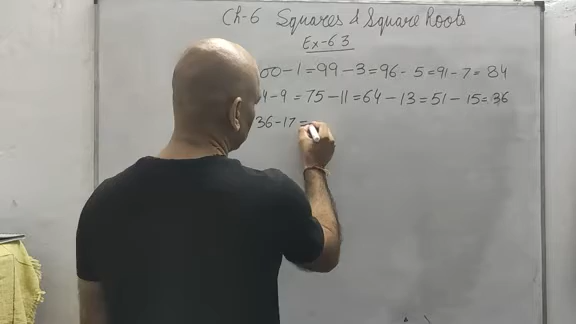 Ch-6 Squares & Square Roots
Ex-6 3
00-1=99-3=96-5=91-7=84
4-9=75-11=64-13=51-15=36
36-17=